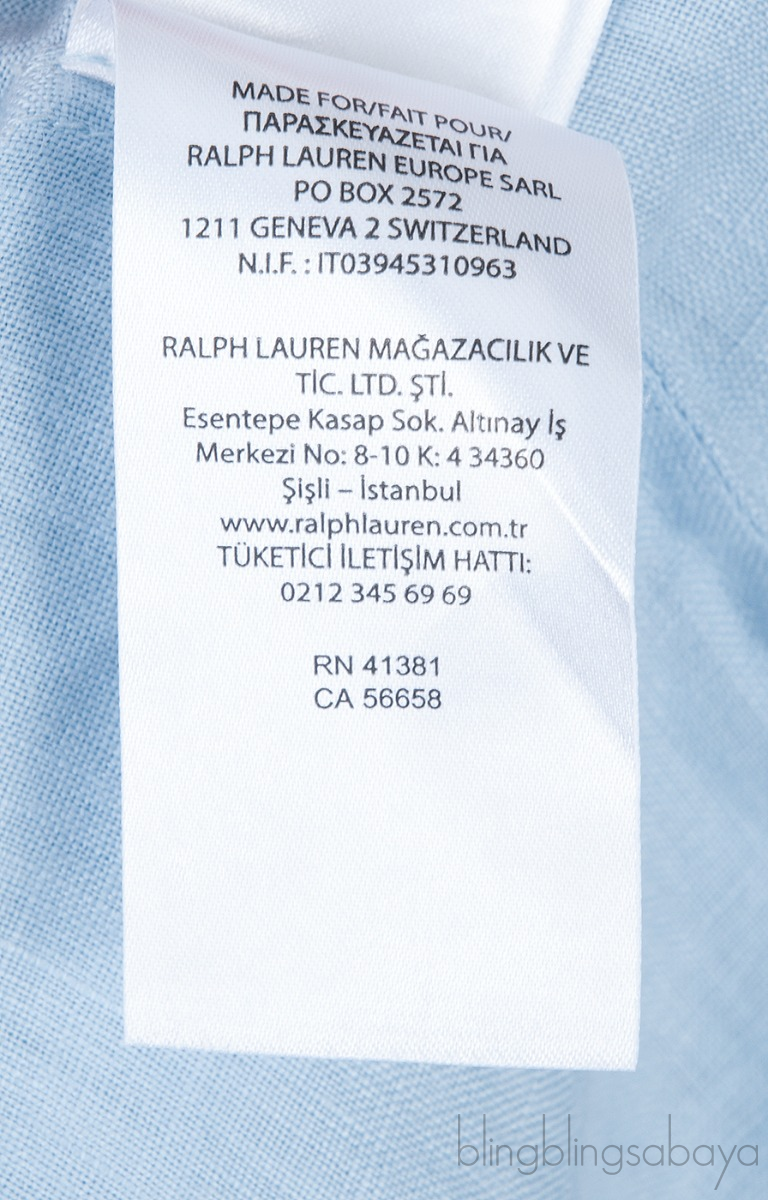 MADE FOR/FAIT POUR/
ΠΑΡΑΣΚΕΥΑΖΕΤΑΙ ΓΙΑ
RALPH LAUREN EUROPE SARL
PO BOX 2572
1211 GENEVA 2 SWITZERLAND
N.I.F. : IT03945310963
RALPH LAUREN MAĞAZACILIK VE
TİC. LTD. ŞTİ.
Esentepe Kasap Sok. Altınay İş
Merkezi No: 8-10 K: 4 34360
Şişli – İstanbul
www.ralphlauren.com.tr
TÜKETİCİ İLETİŞİM HATTI:
0212 345 69 69
RN 41381
CA 56658
blingblingsabaya